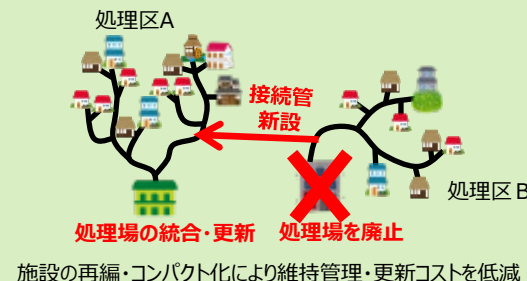 処理区A
接続管
新設
処理区B
処理場の統合･更新
処理場を廃止
施設の再編･コンパクト化により維持管理･更新コストを低減